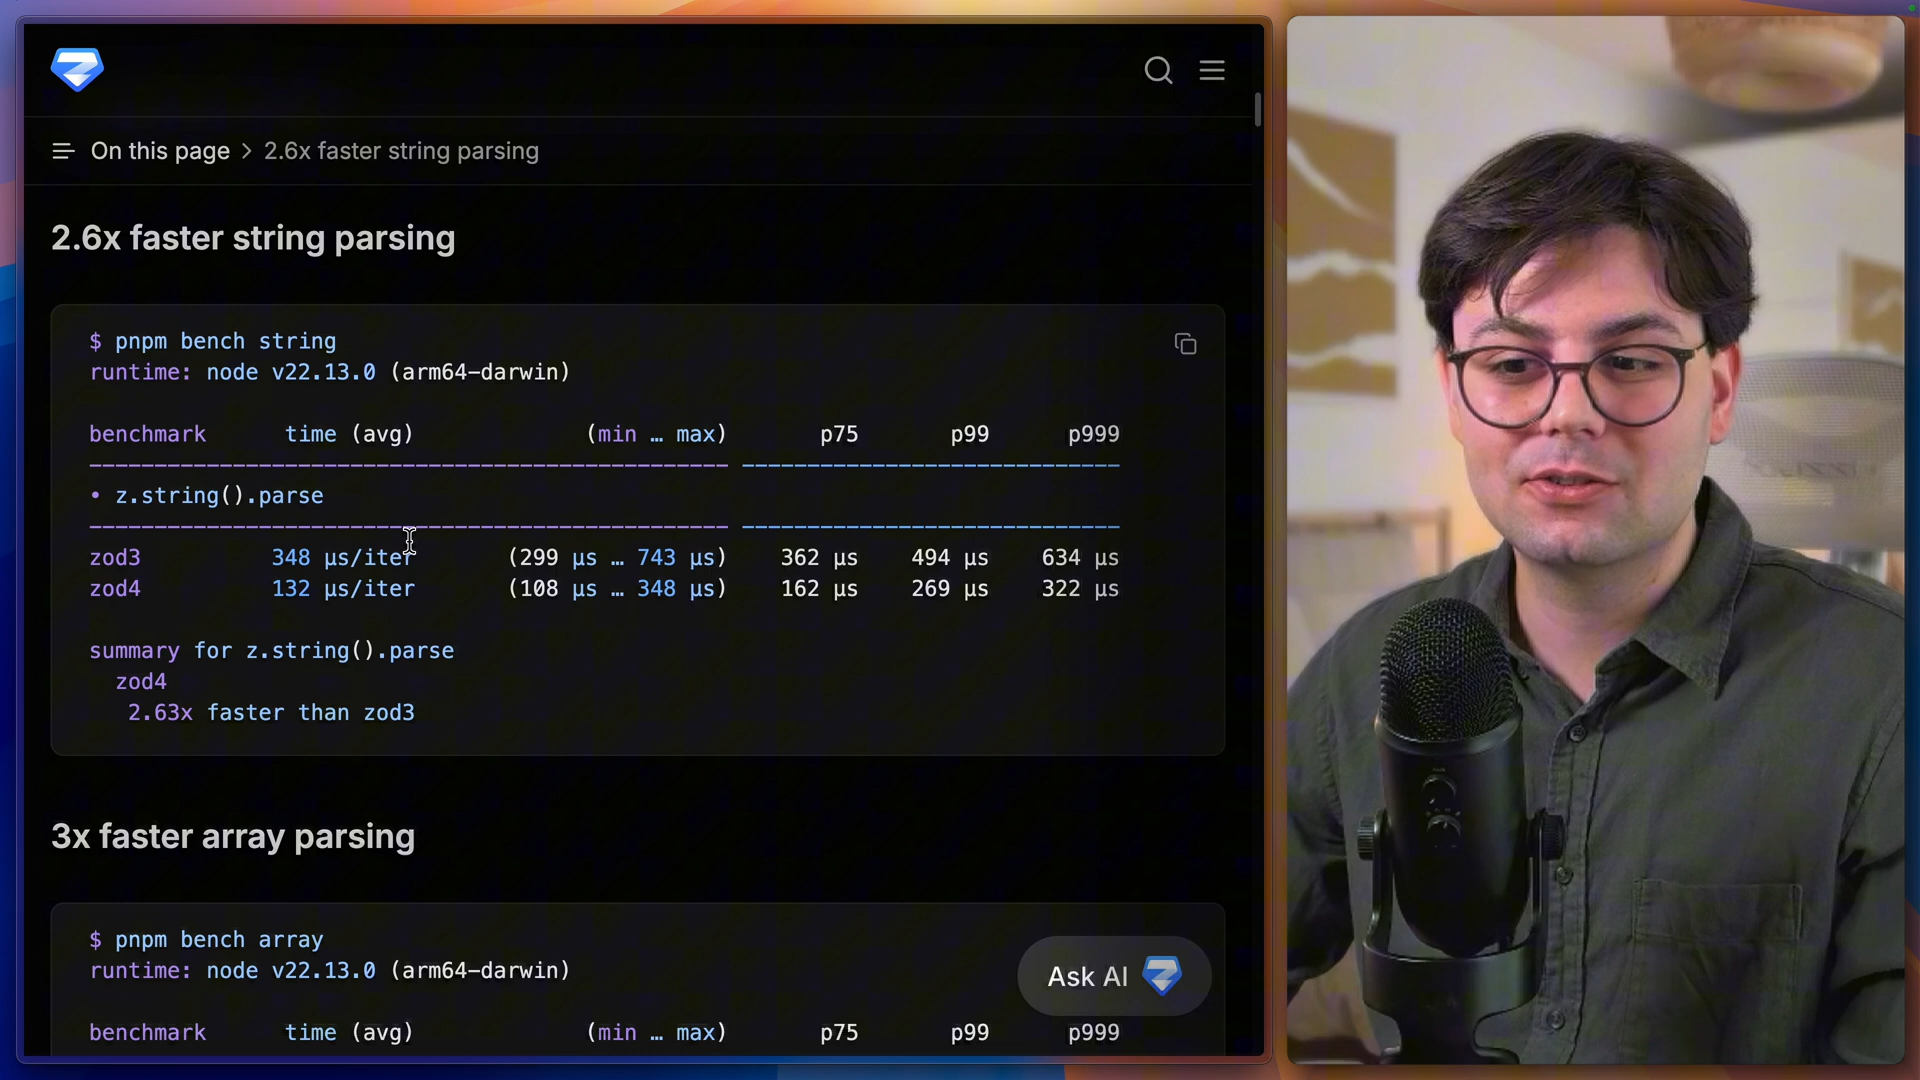 On this page > 2.6x faster string parsing
2.6x faster string parsing
$ pnpm bench string
runtime: node v22.13.0 (arm64-darwin)
benchmark time (avg) (min … max) p75 p99 p999
• z.string().parse
zod3 348 µs/iter (299 µs … 743 µs) 362 µs 494 µs 634 µs
zod4 132 µs/iter (108 µs … 348 µs) 162 µs 269 µs 322 µs
summary for z.string().parse
zod4
2.63x faster than zod3
3x faster array parsing
$ pnpm bench array
runtime: node v22.13.0 (arm64-darwin)
Ask AI
benchmark time (avg) (min … max) p75 p99 p999